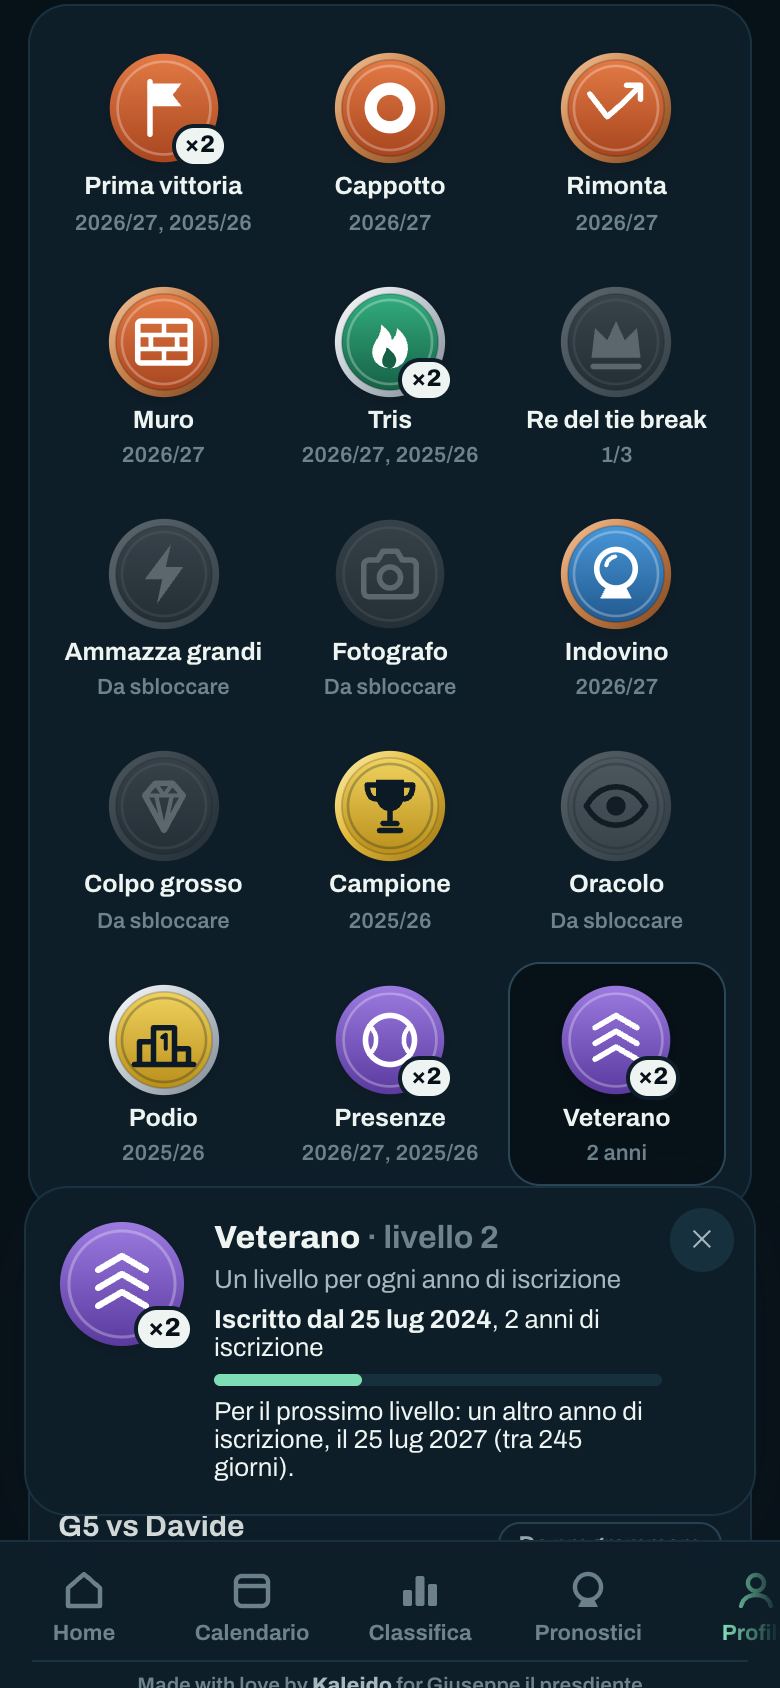 ×2
Prima vittoria
Cappotto
Rimonta
2026/27, 2025/26
2026/27
2026/27
×2
Muro
Tris
Re del tie break
2026/27
2026/27, 2025/26
1/3
Ammazza grandi
Fotografo
Indovino
Da sbloccare
Da sbloccare
2026/27
Colpo grosso
Campione
Oracolo
Da sbloccare
2025/26
Da sbloccare
1
×2
×2
Podio
Presenze
Veterano
2025/26
2026/27, 2025/26
2 anni
Veterano · livello 2
Un livello per ogni anno di iscrizione
Iscritto dal 25 lug 2024, 2 anni di
iscrizione
×2
Per il prossimo livello: un altro anno di
iscrizione, il 25 lug 2027 (tra 245
giorni).
G5 vs Davide
Home
Calendario
Classifica
Pronostici
Profil
Made with love by Kaleido for Giuseppe il presdiente